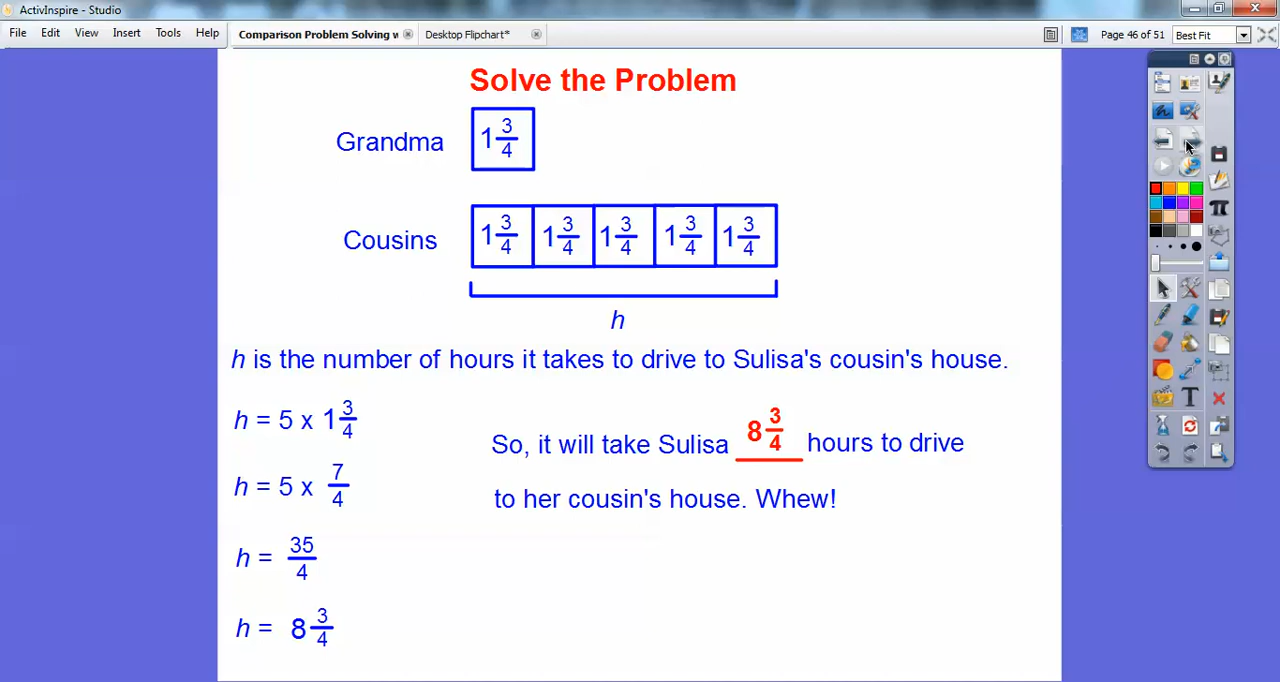 ActivInspire - Studio
File Edit View Insert Tools Help Comparison Problem Solving w Desktop Flipchart* Page 46 of 51 Best Fit
Solve the Problem
Grandma 1 3/4
Cousins 1 3/4 1 3/4 1 3/4 1 3/4 1 3/4
h
h is the number of hours it takes to drive to Sulisa's cousin's house.
h = 5 x 1 3/4
So, it will take Sulisa 8 3/4 hours to drive
h = 5 x 7/4
to her cousin's house. Whew!
h = 35/4
h = 8 3/4